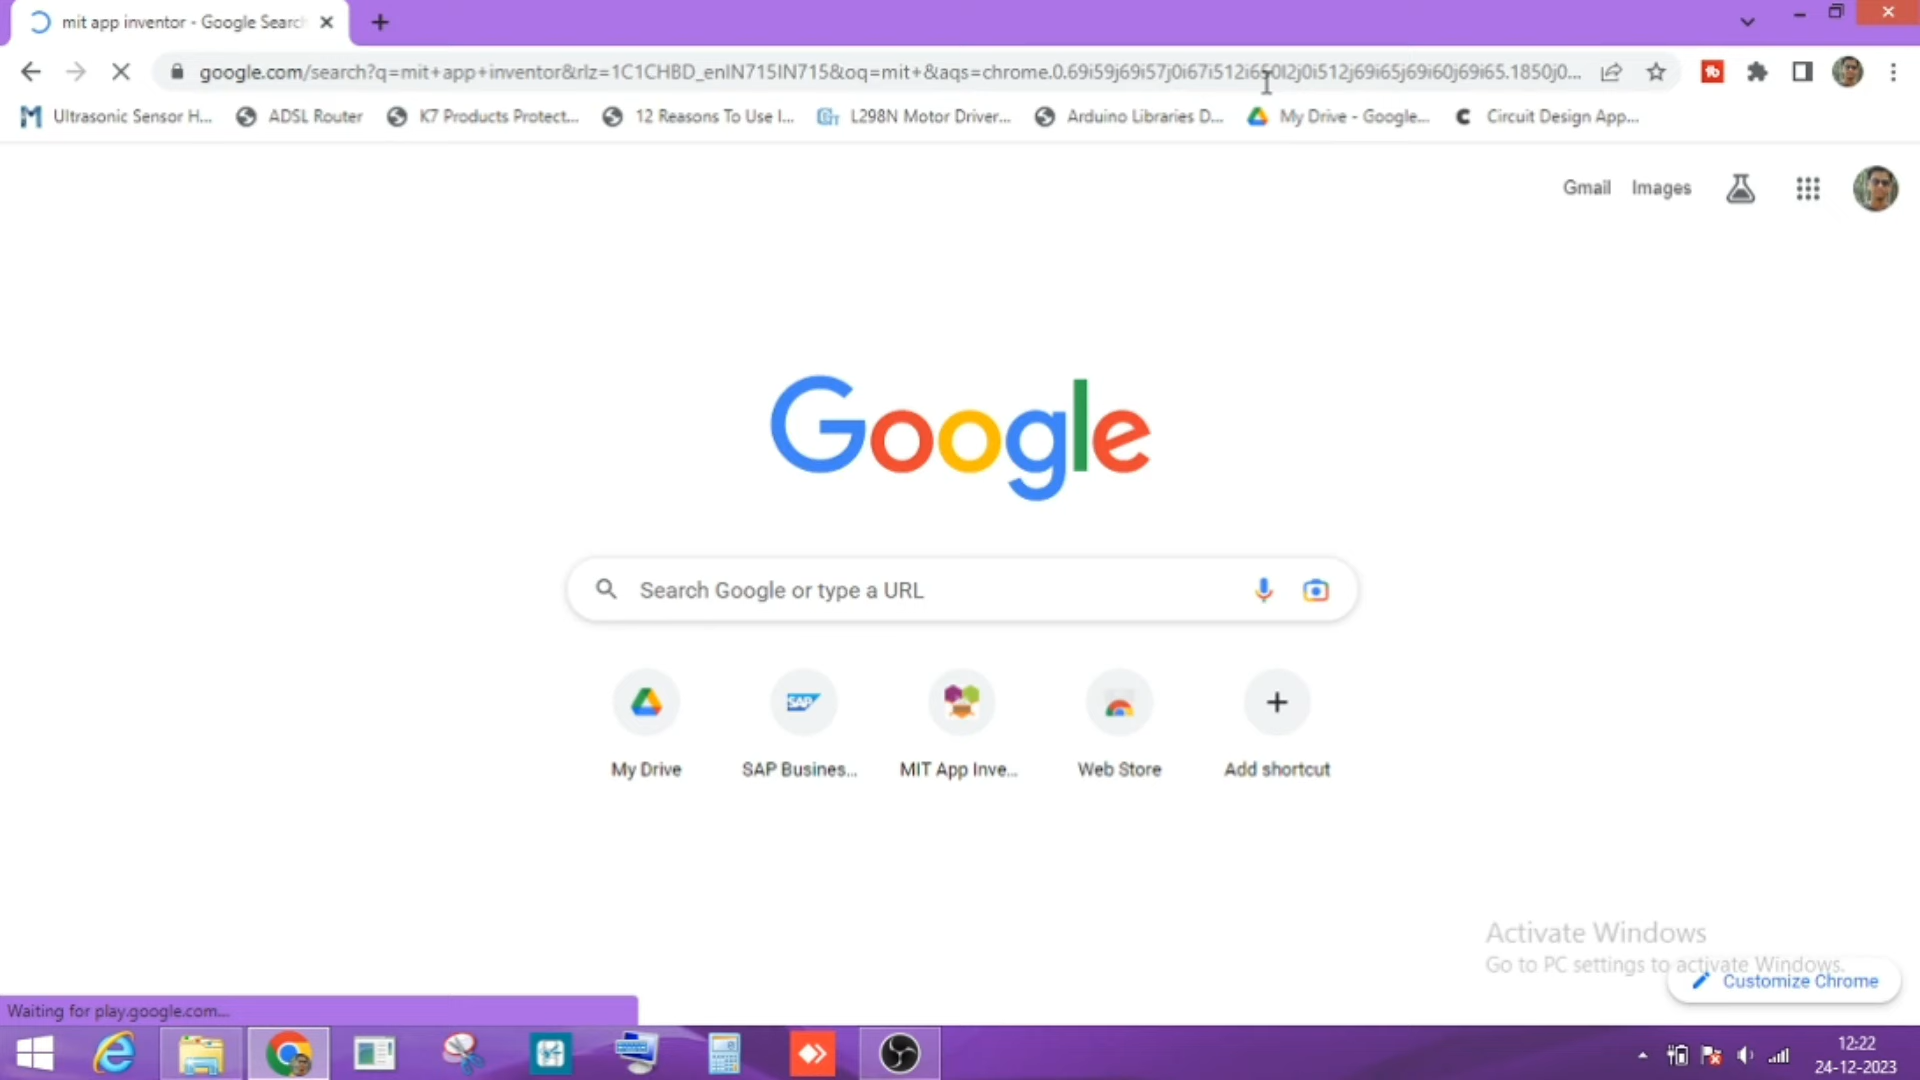 mit app inventor - Google Search
google.com/search?q=mit+app+inventor&rlz=1C1CHBD_enIN715IN715&oq=mit+&aqs=chrome.0.69i59j69i57j0i67i512i650l2j0i512j69i65j69i60j69i65.1850j0...
Ultrasonic Sensor H...
ADSL Router
K7 Products Protect...
12 Reasons To Use I...
L298N Motor Driver...
Arduino Libraries D...
My Drive - Google...
Circuit Design App...
Gmail
Images
Google
Search Google or type a URL
SAP
My Drive
SAP Busines...
MIT App Inve...
Web Store
Add shortcut
Activate Windows
Go to PC settings to activate Windows.
Customize Chrome
Waiting for play.google.com...
12:22
24-12-2023